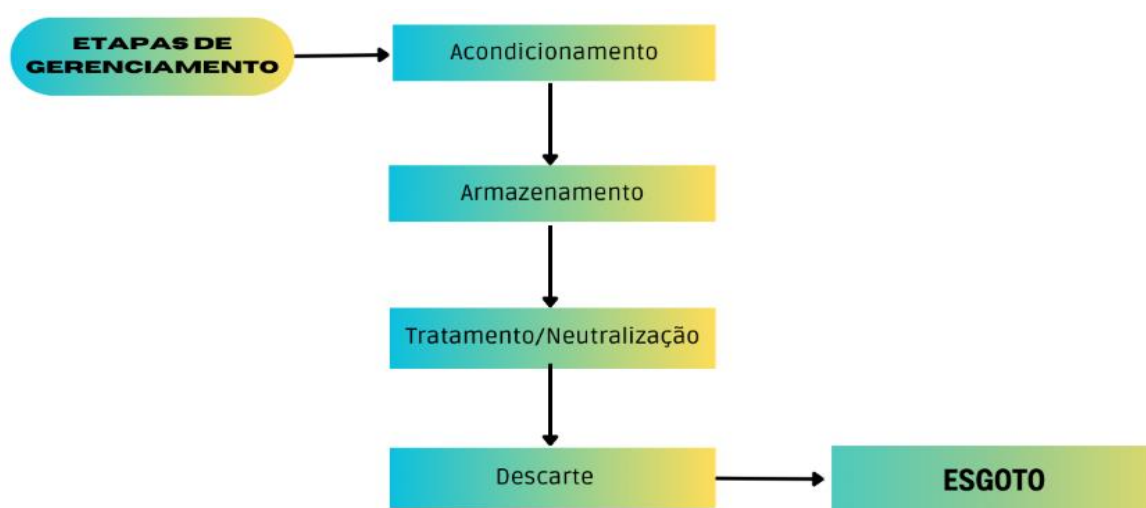 ETAPAS DE
GERENCIAMENTO
Acondicionamento
Armazenamento
Tratamento/Neutralização
Descarte
ESGOTO